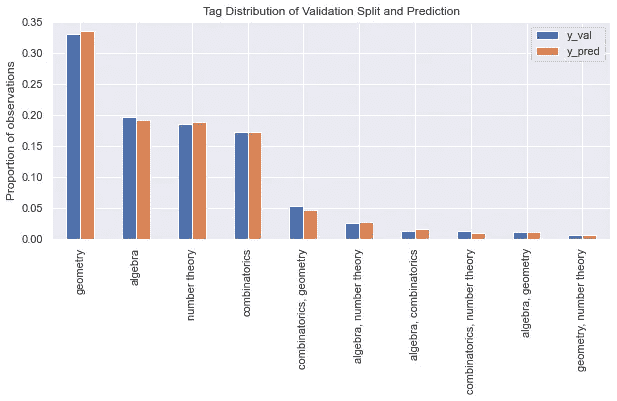 Tag Distribution of Validation Split and Prediction
y_val
y_pred
Proportion of observations
0.35
0.30
0.25
0.20
0.15
0.10
0.05
0.00
geometry
algebra
number theory
combinatorics
combinatorics, geometry
algebra, number theory
algebra, combinatorics
combinatorics, number theory
algebra, geometry
geometry, number theory